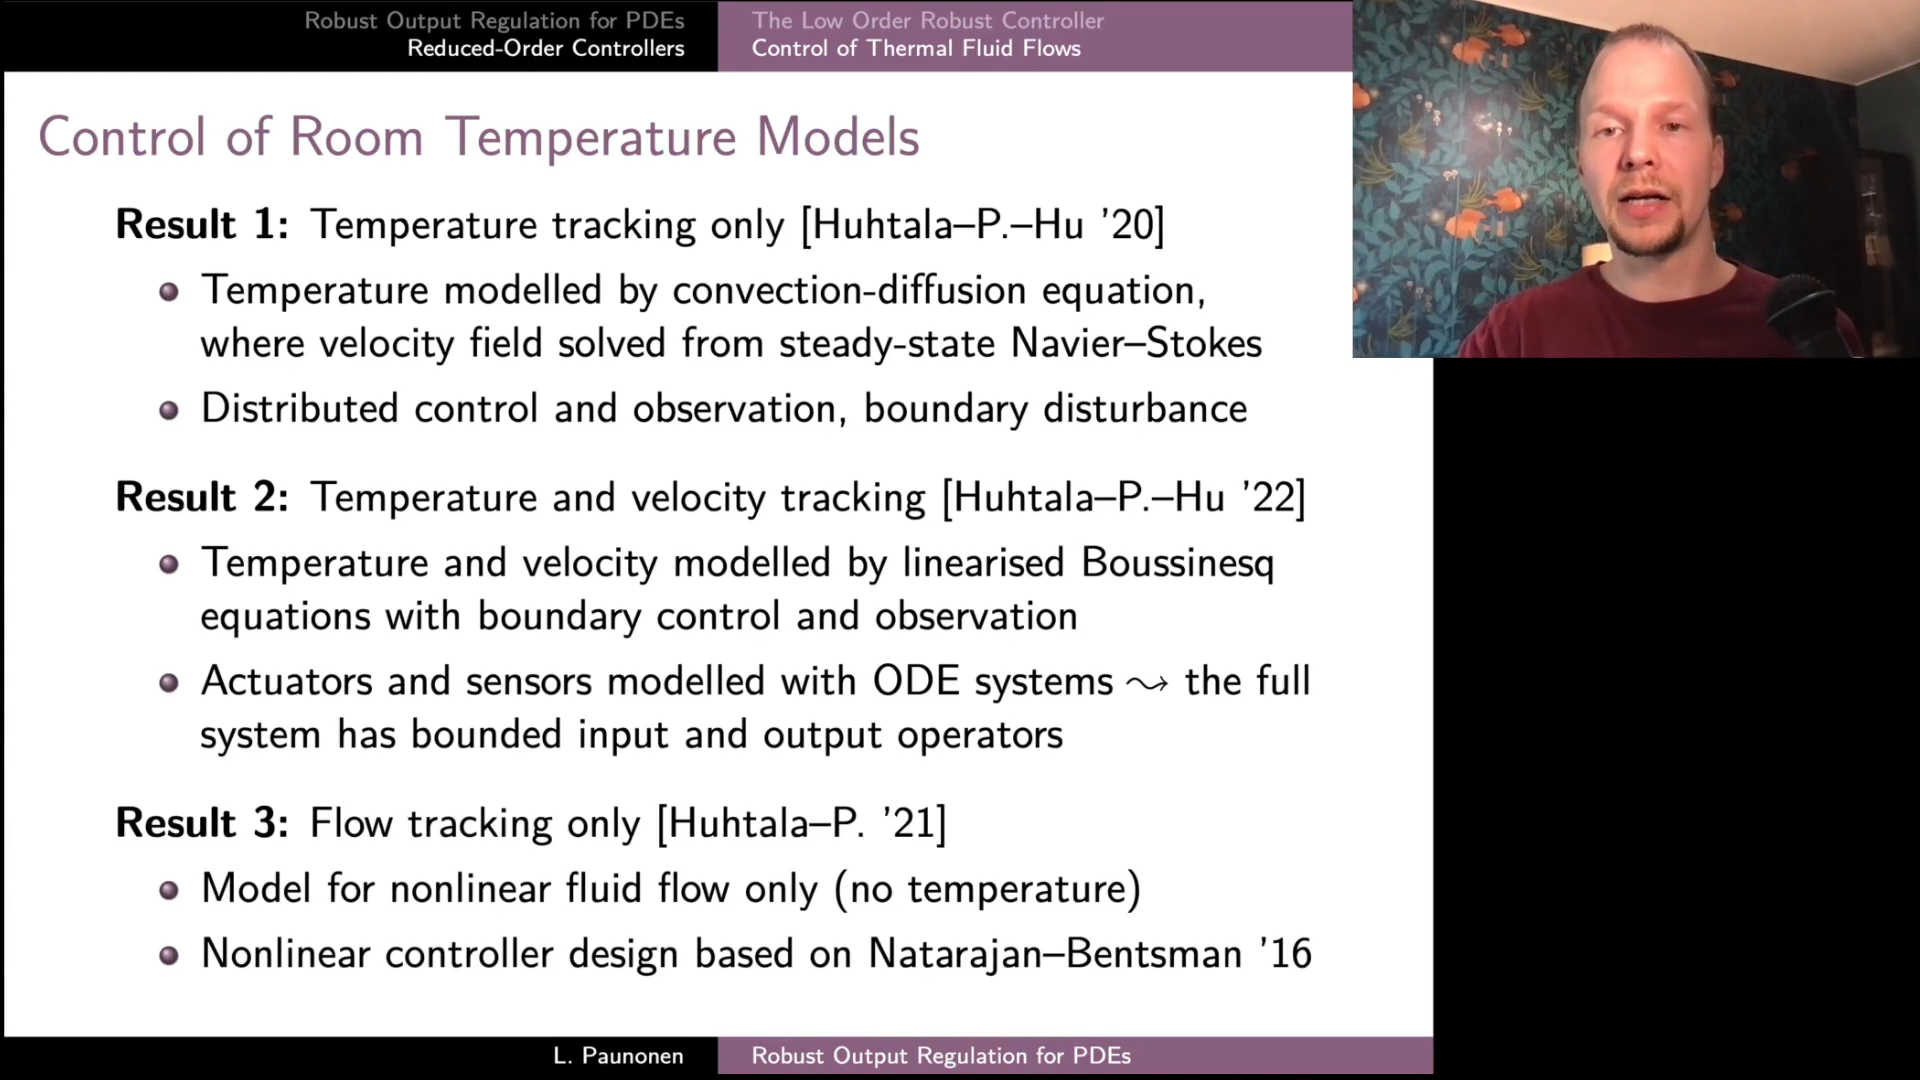 Robust Output Regulation for PDEs
Reduced-Order Controllers
The Low Order Robust Controller
Control of Thermal Fluid Flows
Control of Room Temperature Models
Result 1: Temperature tracking only [Huhtala–P.–Hu ’20]
Temperature modelled by convection-diffusion equation,
where velocity field solved from steady-state Navier–Stokes
Distributed control and observation, boundary disturbance
Result 2: Temperature and velocity tracking [Huhtala–P.–Hu ’22]
Temperature and velocity modelled by linearised Boussinesq
equations with boundary control and observation
Actuators and sensors modelled with ODE systems ⤳ the full
system has bounded input and output operators
Result 3: Flow tracking only [Huhtala–P. ’21]
Model for nonlinear fluid flow only (no temperature)
Nonlinear controller design based on Natarajan–Bentsman ’16
L. Paunonen
Robust Output Regulation for PDEs